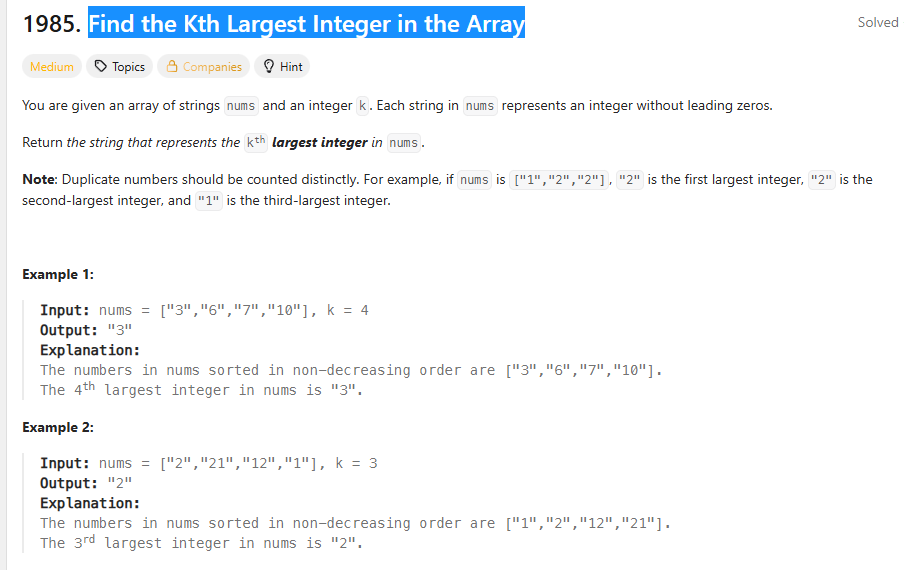 1985. Find the Kth Largest Integer in the Array
Solved
Medium Topics Companies Hint
You are given an array of strings nums and an integer k. Each string in nums represents an integer without leading zeros.
Return the string that represents the kth largest integer in nums.
Note: Duplicate numbers should be counted distinctly. For example, if nums is ["1","2","2"], "2" is the first largest integer, "2" is the
second-largest integer, and "1" is the third-largest integer.
Example 1:
Input: nums = ["3","6","7","10"], k = 4
Output: "3"
Explanation:
The numbers in nums sorted in non-decreasing order are ["3","6","7","10"].
The 4th largest integer in nums is "3".
Example 2:
Input: nums = ["2","21","12","1"], k = 3
Output: "2"
Explanation:
The numbers in nums sorted in non-decreasing order are ["1","2","12","21"].
The 3rd largest integer in nums is "2".